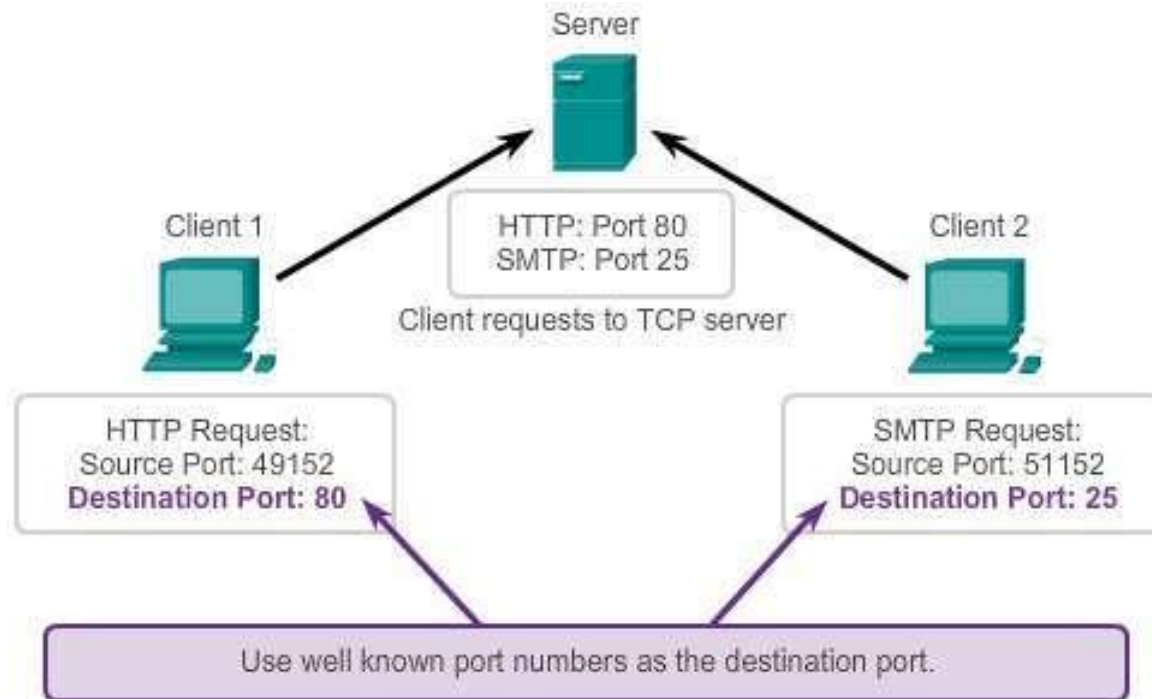 Server
HTTP: Port 80
SMTP: Port 25
Client requests to TCP server
Client 1
HTTP Request:
Source Port: 49152
Destination Port: 80
Client 2
SMTP Request:
Source Port: 51152
Destination Port: 25
Use well known port numbers as the destination port.